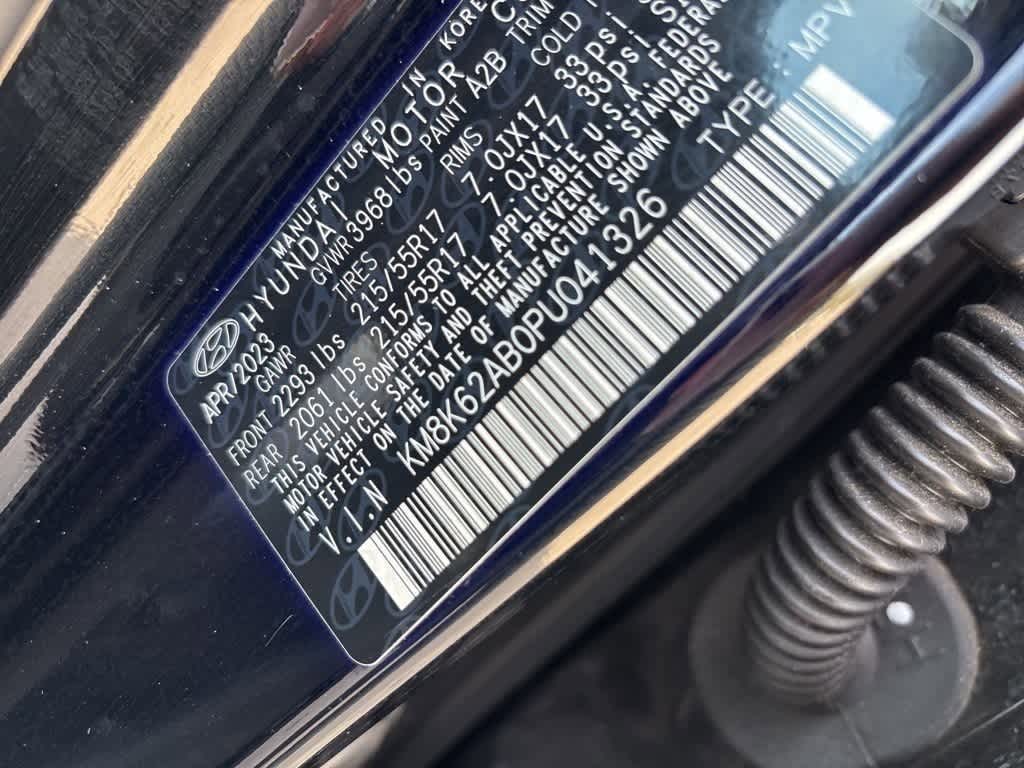 MANUFACTURED IN KOREA
HYUNDAI MOTOR CO
APR/2023 GVWR 3968 lbs PAINT A2B TRIM
GAWR TIRES RIMS COLD
FRONT 2293 lbs 215/55R17 7.0JX17 33psi
REAR 2061 lbs 215/55R17 7.0JX17 33psi
THIS VEHICLE CONFORMS TO ALL APPLICABLE U.S.A. FEDERAL
MOTOR VEHICLE SAFETY AND THEFT PREVENTION STANDARDS
IN EFFECT ON THE DATE OF MANUFACTURE SHOWN ABOVE
V.I.N KM8K62AB0PU041326 TYPE: MPV